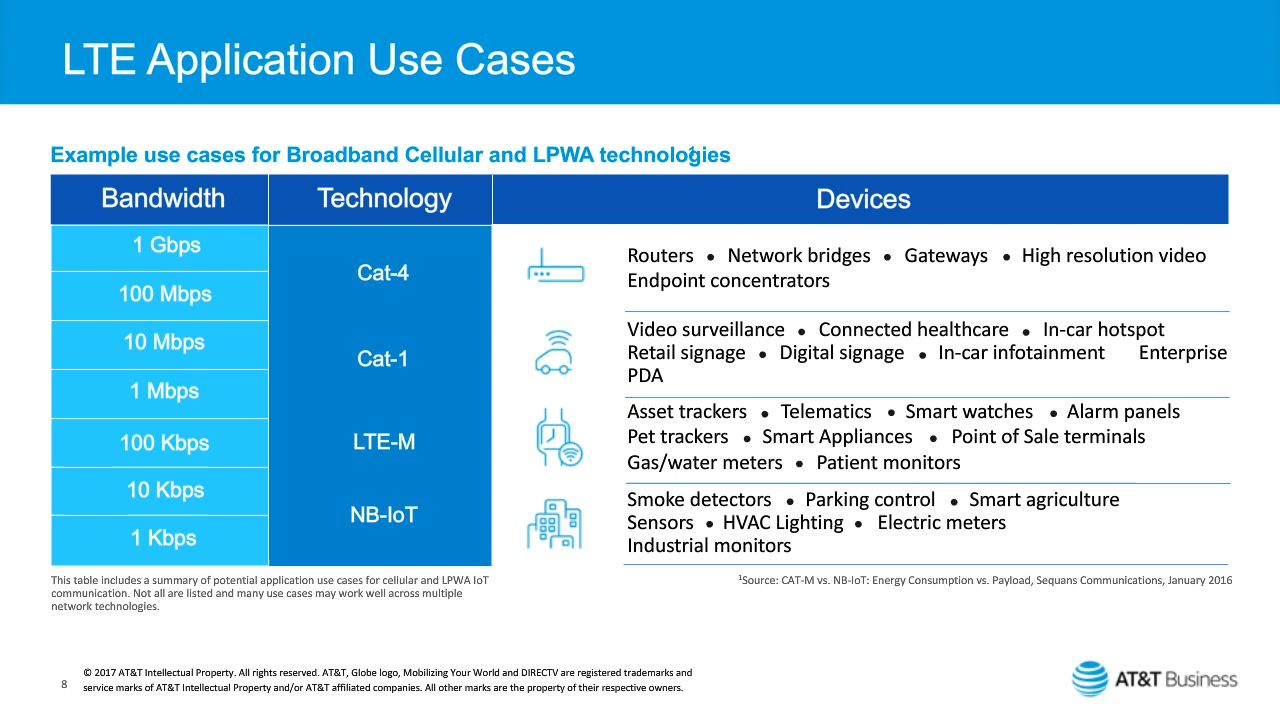 LTE Application Use Cases
Example use cases for Broadband Cellular and LPWA technologies¹
Bandwidth Technology Devices
1 Gbps
100 Mbps
10 Mbps
1 Mbps
100 Kbps
10 Kbps
1 Kbps
Cat-4
Cat-1
LTE-M
NB-IoT
Routers • Network bridges • Gateways • High resolution video
Endpoint concentrators
Video surveillance • Connected healthcare • In-car hotspot
Retail signage • Digital signage • In-car infotainment Enterprise
PDA
Asset trackers • Telematics • Smart watches • Alarm panels
Pet trackers • Smart Appliances • Point of Sale terminals
Gas/water meters • Patient monitors
Smoke detectors • Parking control • Smart agriculture
Sensors • HVAC Lighting • Electric meters
Industrial monitors
This table includes a summary of potential application use cases for cellular and LPWA IoT
communication. Not all are listed and many use cases may work well across multiple
network technologies.
¹Source: CAT-M vs. NB-IoT: Energy Consumption vs. Payload, Sequans Communications, January 2016
8
© 2017 AT&T Intellectual Property. All rights reserved. AT&T, Globe logo, Mobilizing Your World and DIRECTV are registered trademarks and
service marks of AT&T Intellectual Property and/or AT&T affiliated companies. All other marks are the property of their respective owners.
AT&T Business